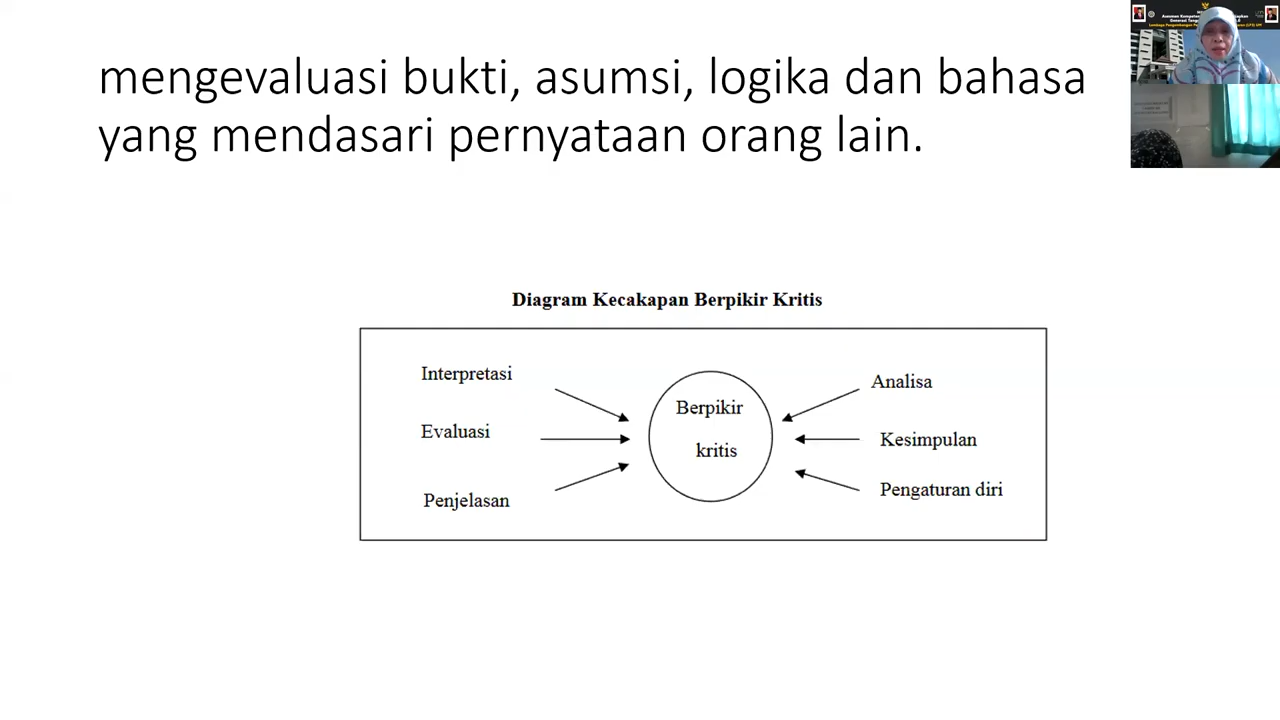 mengevaluasi bukti, asumsi, logika dan bahasa
yang mendasari pernyataan orang lain.
Diagram Kecakapan Berpikir Kritis
Interpretasi
Evaluasi
Penjelasan
Berpikir
kritis
Analisa
Kesimpulan
Pengaturan diri